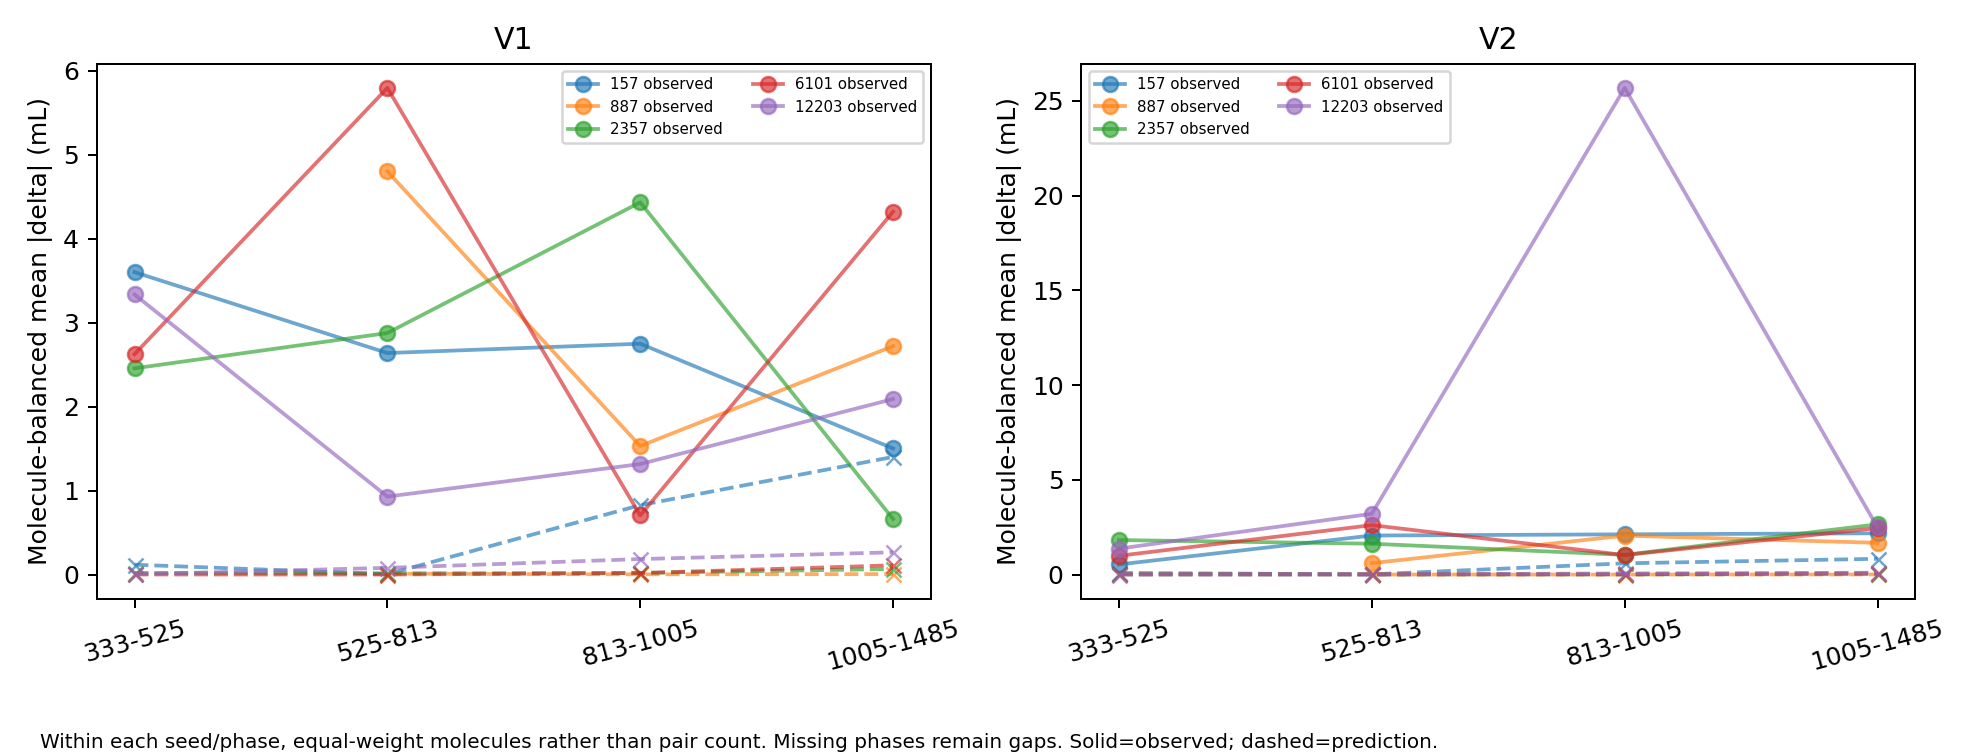 V1
Molecule-balanced mean |delta| (mL)
6
5
4
3
2
1
0
157 observed
887 observed
2357 observed
6101 observed
12203 observed
333-525
525-813
813-1005
1005-1485
V2
Molecule-balanced mean |delta| (mL)
25
20
15
10
5
0
157 observed
887 observed
2357 observed
6101 observed
12203 observed
333-525
525-813
813-1005
1005-1485
Within each seed/phase, equal-weight molecules rather than pair count. Missing phases remain gaps. Solid=observed; dashed=prediction.